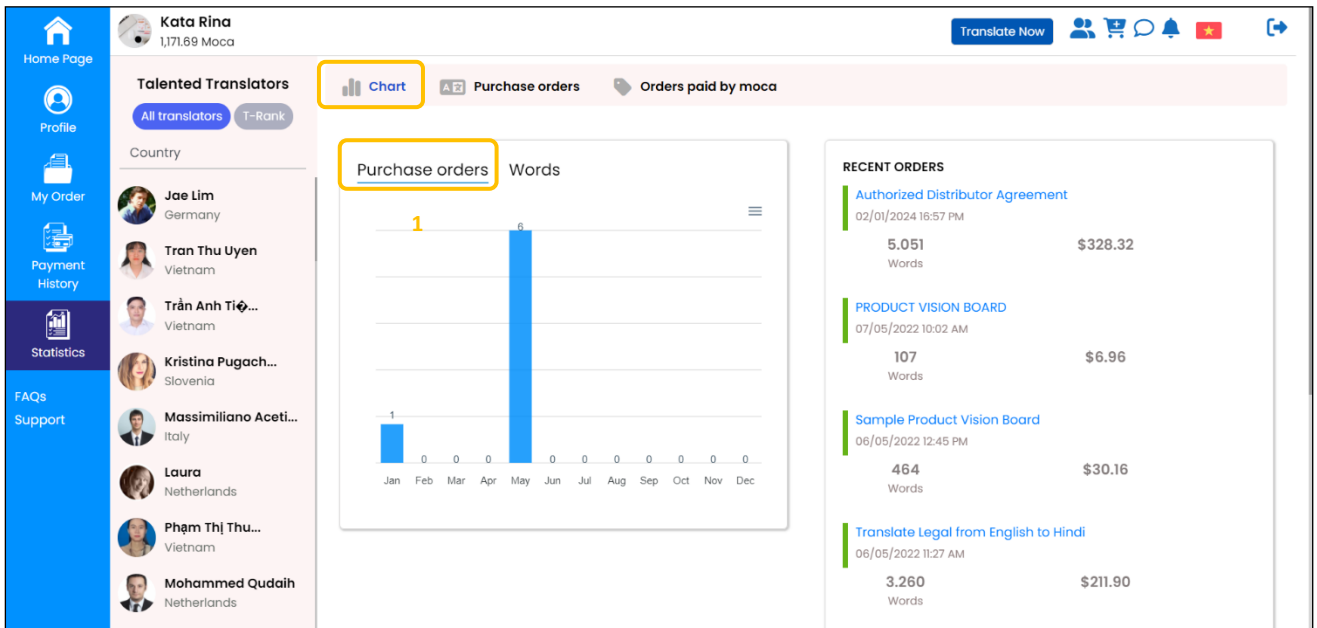 Home Page
Profile
My Order
Payment
History
Statistics
FAQs
Support
Kata Rina
1,171.69 Moca
Translate Now
Talented Translators
All translators T-Rank
Country
Jae Lim
Germany
Tran Thu Uyen
Vietnam
Trần Anh Ti�...
Vietnam
Kristina Pugach...
Slovenia
Massimiliano Aceti...
Italy
Laura
Netherlands
Phạm Thị Thu...
Vietnam
Mohammed Qudaih
Netherlands
Chart A Purchase orders Orders paid by moca
Purchase orders Words
1
6
1
0 0 0 0 0 0 0 0 0 0
Jan Feb Mar Apr May Jun Jul Aug Sep Oct Nov Dec
RECENT ORDERS
Authorized Distributor Agreement
02/01/2024 16:57 PM
5.051 $328.32
Words
PRODUCT VISION BOARD
07/05/2022 10:02 AM
107 $6.96
Words
Sample Product Vision Board
06/05/2022 12:45 PM
464 $30.16
Words
Translate Legal from English to Hindi
06/05/2022 11:27 AM
3.260 $211.90
Words